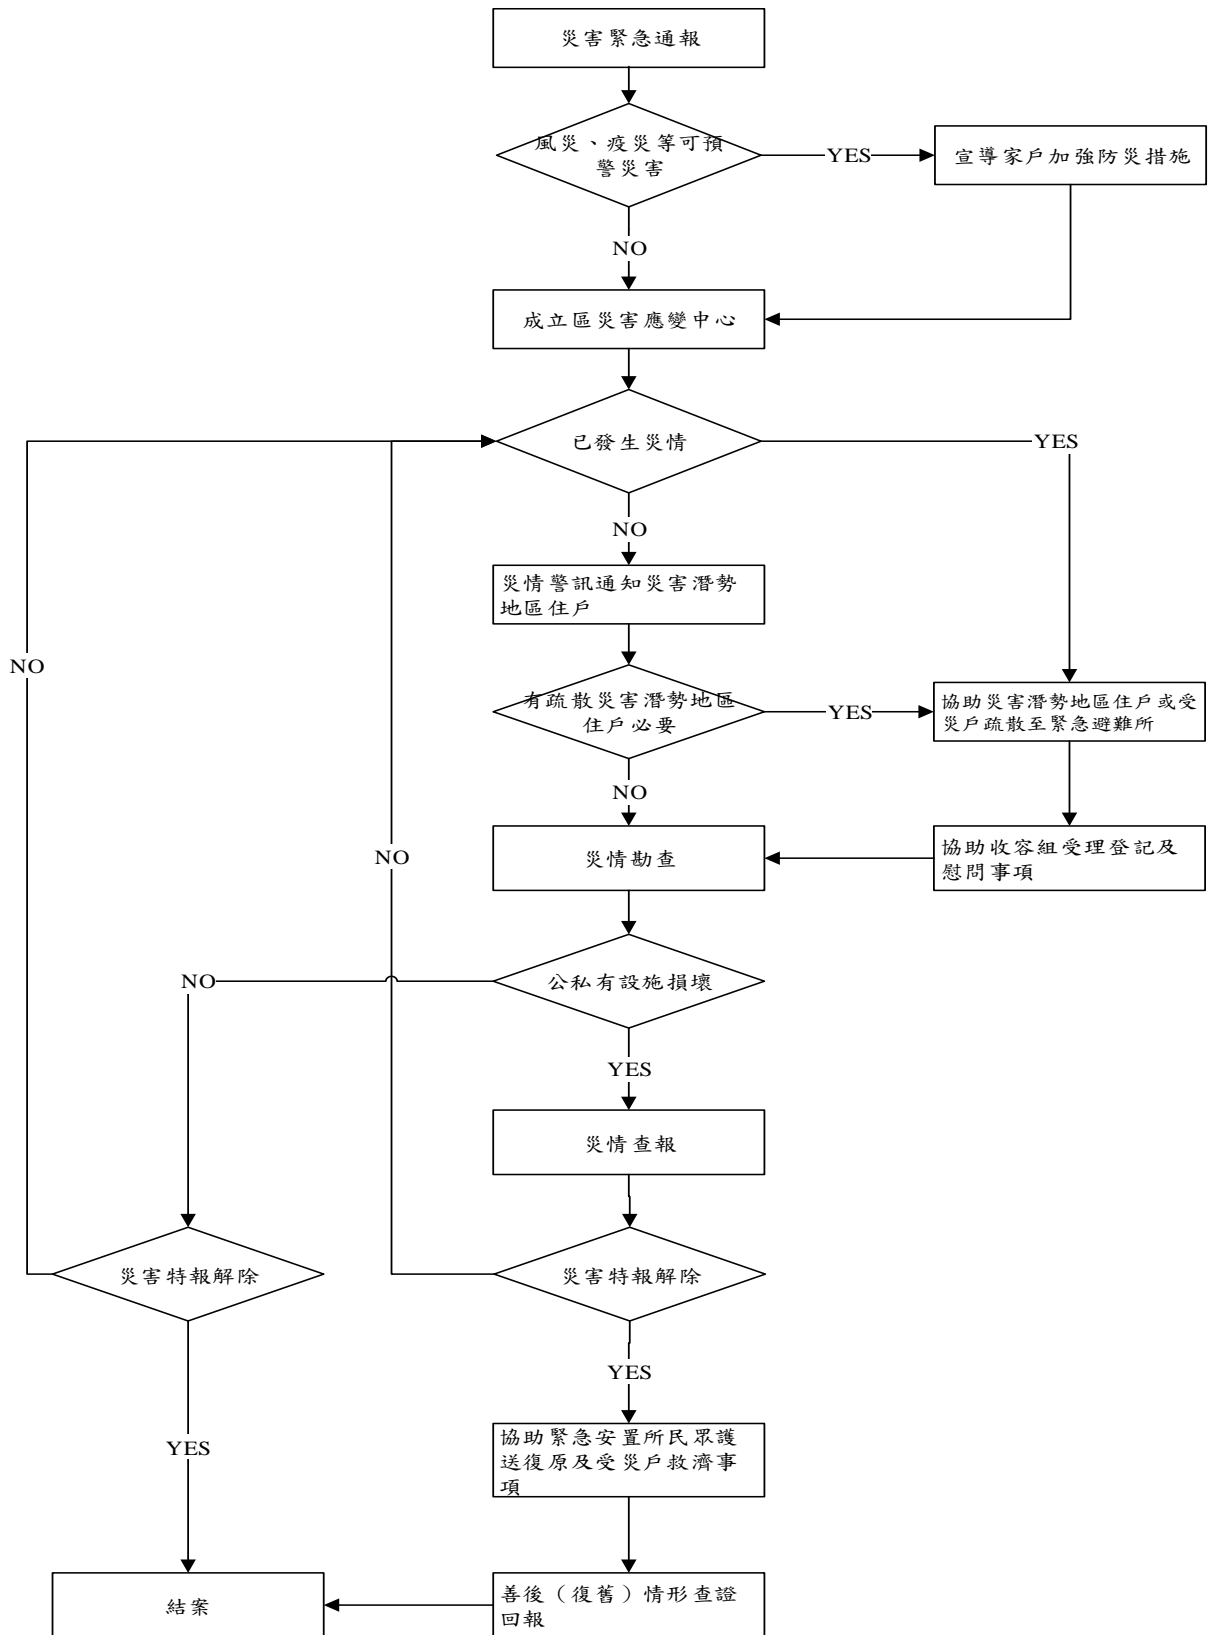 災害緊急通報
風災、疫災等可預
警災害
YES
宣導家戶加強防災措施
NO
成立區災害應變中心
已發生災情
YES
NO
災情警訊通知災害潛勢
地區住戶
NO
有疏散災害潛勢地區
住戶必要
YES
協助災害潛勢地區住戶或受
災戶疏散至緊急避難所
NO
災情勘查
NO
協助收容組受理登記及
慰問事項
NO
公私有設施損壞
YES
災情查報
災害特報解除
災害特報解除
YES
協助緊急安置所民眾護
送復原及受災戶救濟事
項
YES
結案
善後（復舊）情形查證
回報